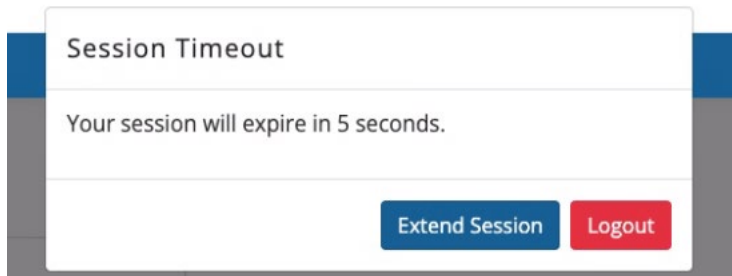 Session Timeout
Your session will expire in 5 seconds.
Extend Session
Logout